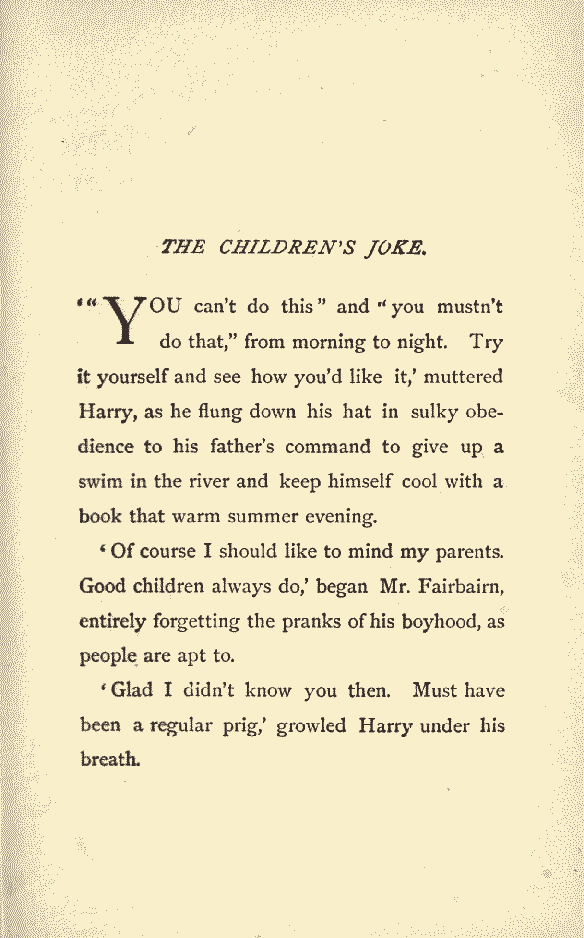 THE CHILDREN'S JOKE.
‘“YOU can't do this” and “you mustn't
do that,” from morning to night. Try
it yourself and see how you'd like it,’ muttered
Harry, as he flung down his hat in sulky obe-
dience to his father's command to give up a
swim in the river and keep himself cool with a
book that warm summer evening.
‘Of course I should like to mind my parents.
Good children always do,’ began Mr. Fairbairn,
entirely forgetting the pranks of his boyhood, as
people are apt to.
‘Glad I didn't know you then. Must have
been a regular prig,’ growled Harry under his
breath.